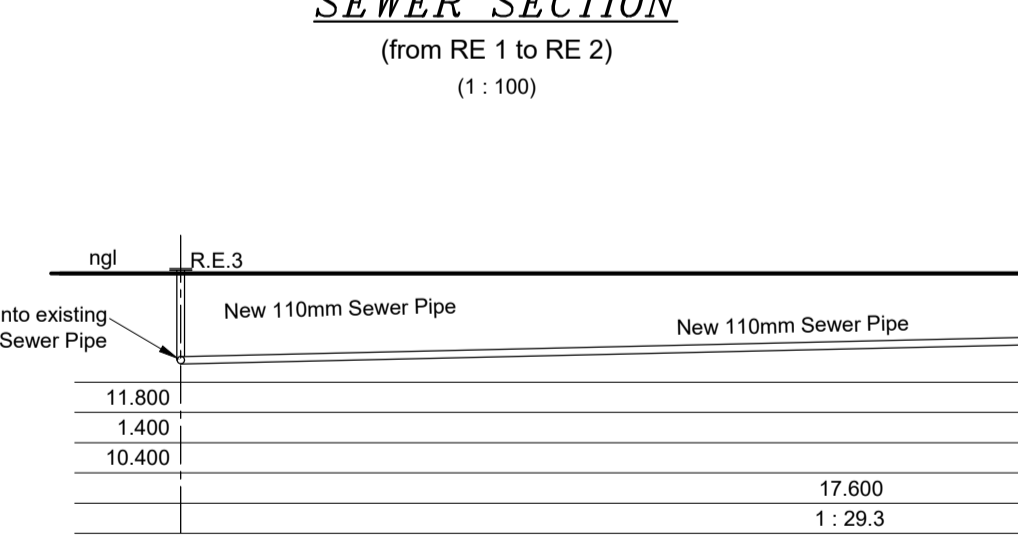 SEWER SECTION
(from RE 1 to RE 2)
(1 : 100)
ngl
R.E.3
New 110mm Sewer Pipe
New 110mm Sewer Pipe
into existing
Sewer Pipe
11.800
1.400
10.400
17.600
1 : 29.3